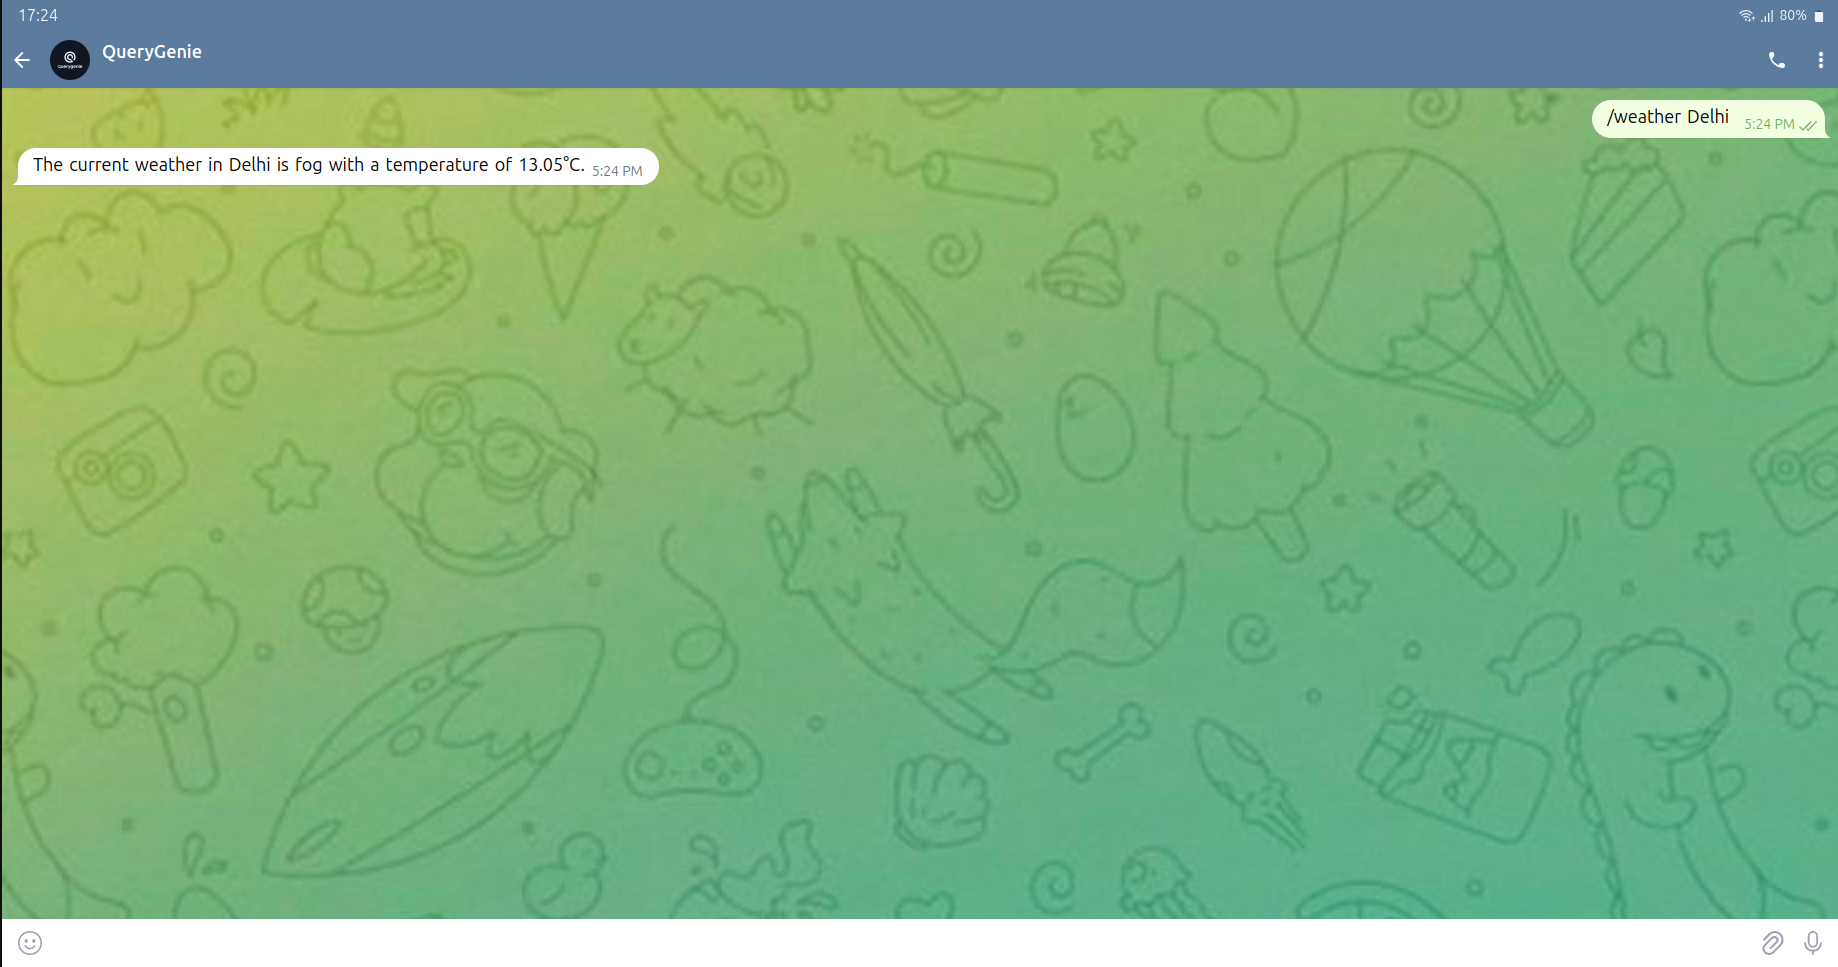 17:24
80%
QueryGenie
Querygenie
/weather Delhi 5:24 PM
The current weather in Delhi is fog with a temperature of 13.05°C. 5:24 PM